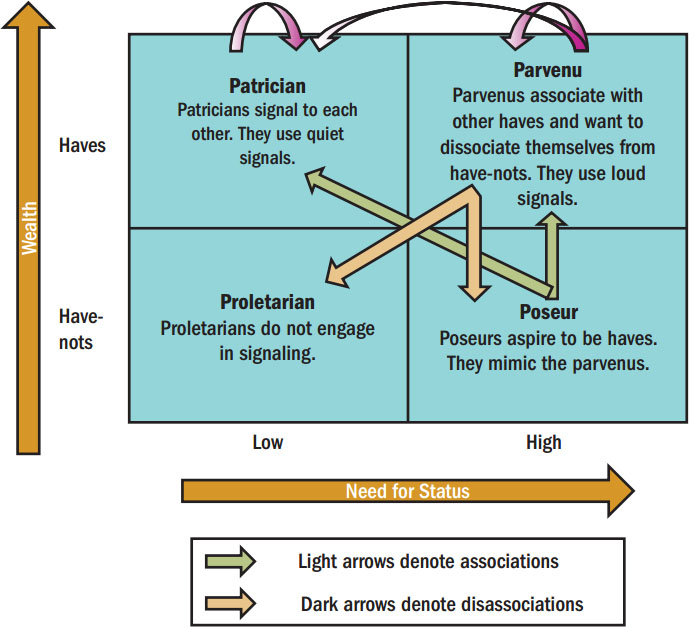 Patrician
Patricians signal to each
other. They use quiet
signals.
Parvenu
Parvenus associate with
other haves and want to
dissociate themselves from
have-nots. They use loud
signals.
Haves
Wealth
Proletarian
Proletarians do not engage
in signaling.
Poseur
Poseurs aspire to be haves.
They mimic the parvenus.
Have-
nots
Low
High
Need for Status
Light arrows denote associations
Dark arrows denote disassociations